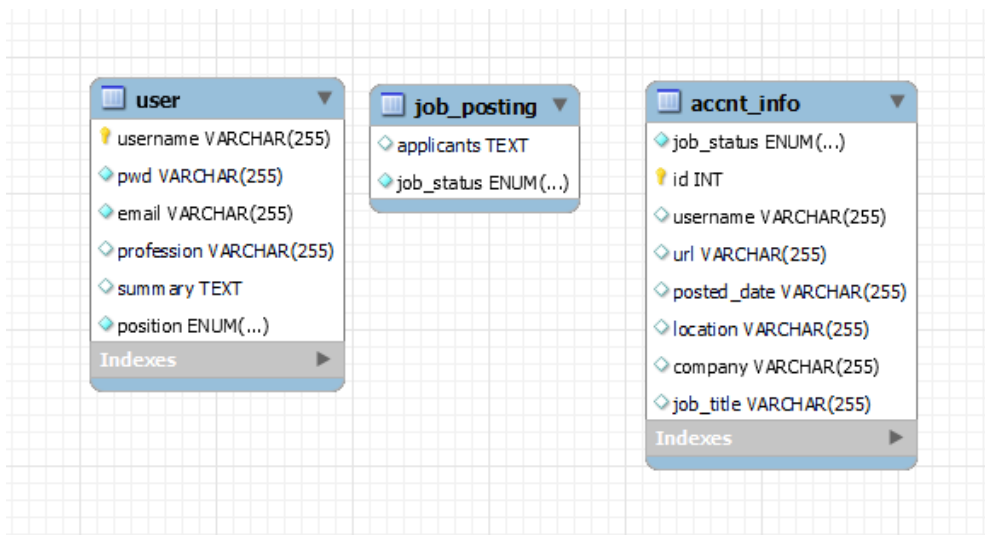 user
username VARCHAR(255)
pwd VARCHAR(255)
email VARCHAR(255)
profession VARCHAR(255)
summary TEXT
position ENUM(...)
Indexes
job_posting
applicants TEXT
job_status ENUM(...)
accnt_info
job_status ENUM(...)
id INT
username VARCHAR(255)
url VARCHAR(255)
posted_date VARCHAR(255)
location VARCHAR(255)
company VARCHAR(255)
job_title VARCHAR(255)
Indexes